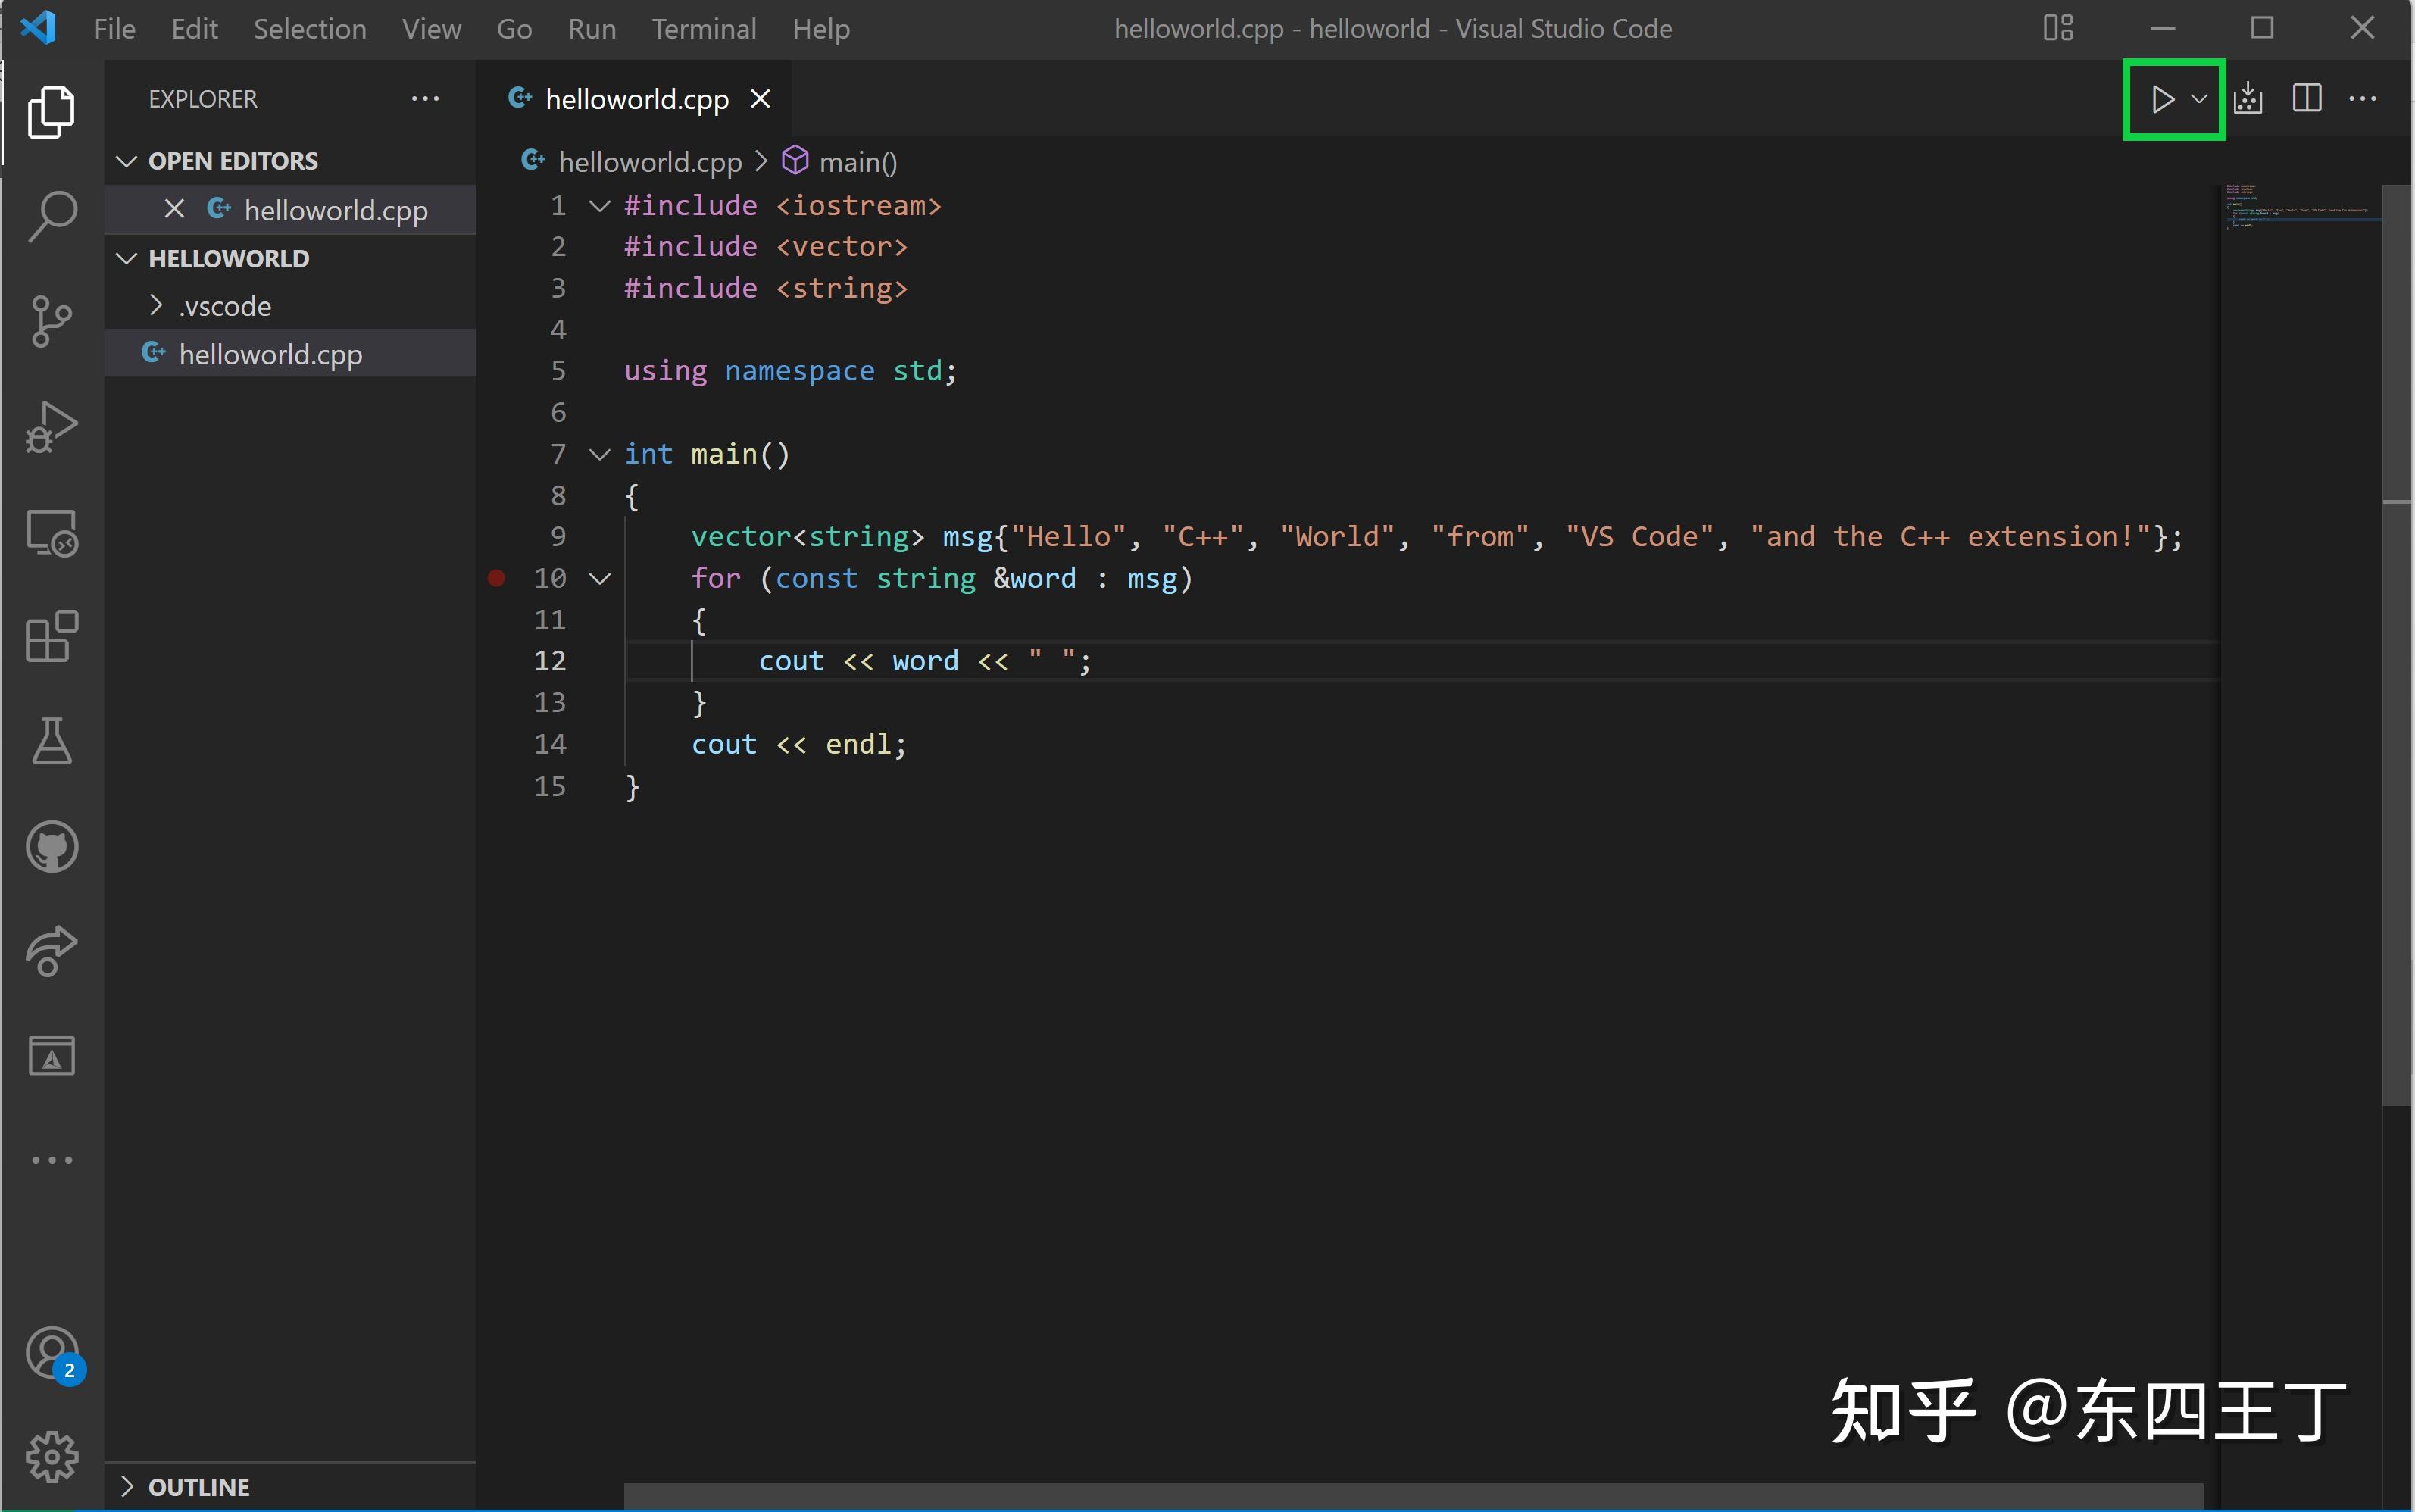 File Edit Selection View Go Run Terminal Help helloworld.cpp - helloworld - Visual Studio Code
EXPLORER
helloworld.cpp
OPEN EDITORS
helloworld.cpp
HELLOWORLD
.vscode
helloworld.cpp
helloworld.cpp > main()
1 #include <iostream>
2 #include <vector>
3 #include <string>
4
5 using namespace std;
6
7 int main()
8 {
9 vector<string> msg{"Hello", "C++", "World", "from", "VS Code", "and the C++ extension!"};
10 for (const string &word : msg)
11 {
12 cout << word << " ";
13 }
14 cout << endl;
15 }
2
OUTLINE
知乎 @东四王丁